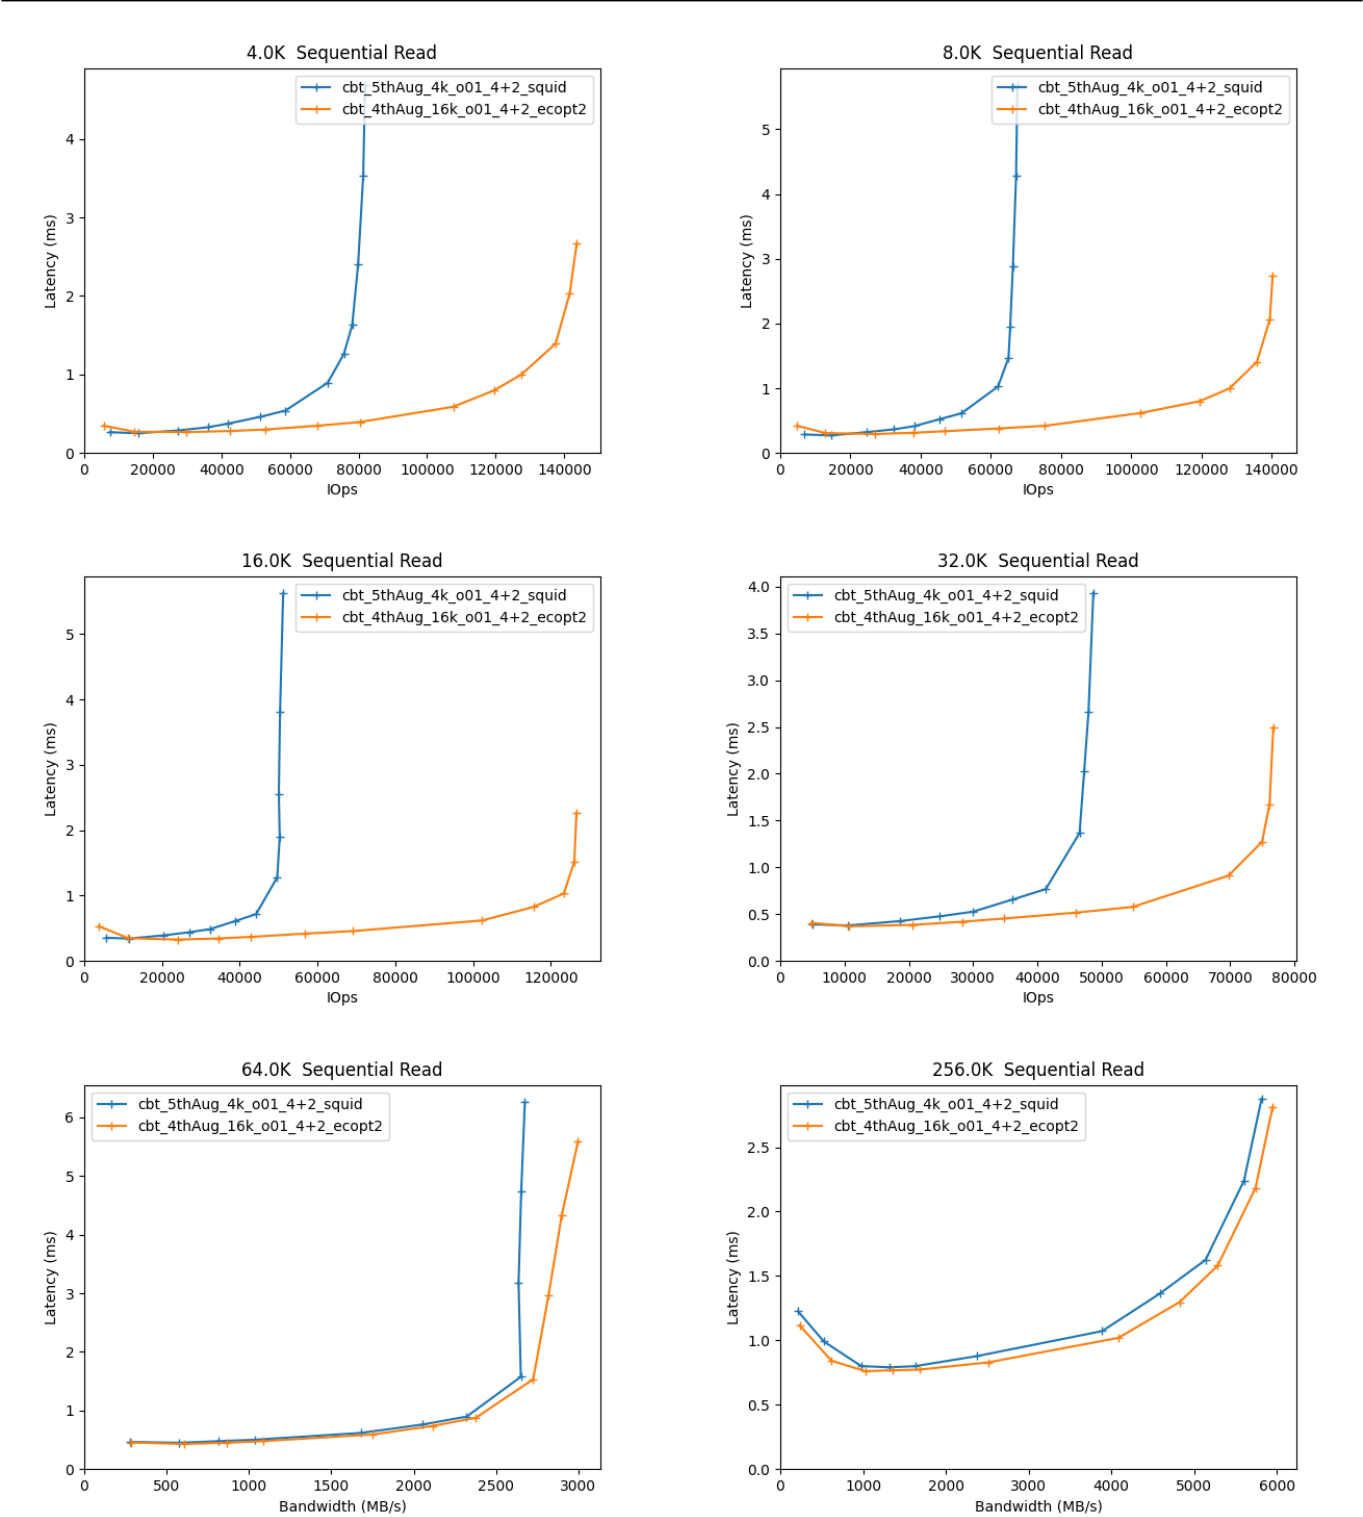 4.0K  Sequential Read
cbt_5thAug_4k_o01_4+2_squid
cbt_4thAug_16k_o01_4+2_ecopt2
4
3
2
1
0
Latency (ms)
0 20000 40000 60000 80000 100000 120000 140000
IOps
8.0K  Sequential Read
cbt_5thAug_4k_o01_4+2_squid
cbt_4thAug_16k_o01_4+2_ecopt2
5
4
3
2
1
0
Latency (ms)
0 20000 40000 60000 80000 100000 120000 140000
IOps
16.0K  Sequential Read
cbt_5thAug_4k_o01_4+2_squid
cbt_4thAug_16k_o01_4+2_ecopt2
5
4
3
2
1
0
Latency (ms)
0 20000 40000 60000 80000 100000 120000
IOps
32.0K  Sequential Read
cbt_5thAug_4k_o01_4+2_squid
cbt_4thAug_16k_o01_4+2_ecopt2
4.0
3.5
3.0
2.5
2.0
1.5
1.0
0.5
0.0
Latency (ms)
0 10000 20000 30000 40000 50000 60000 70000 80000
IOps
64.0K  Sequential Read
cbt_5thAug_4k_o01_4+2_squid
cbt_4thAug_16k_o01_4+2_ecopt2
6
5
4
3
2
1
0
Latency (ms)
0 500 1000 1500 2000 2500 3000
Bandwidth (MB/s)
256.0K  Sequential Read
cbt_5thAug_4k_o01_4+2_squid
cbt_4thAug_16k_o01_4+2_ecopt2
2.5
2.0
1.5
1.0
0.5
0.0
Latency (ms)
0 1000 2000 3000 4000 5000 6000
Bandwidth (MB/s)